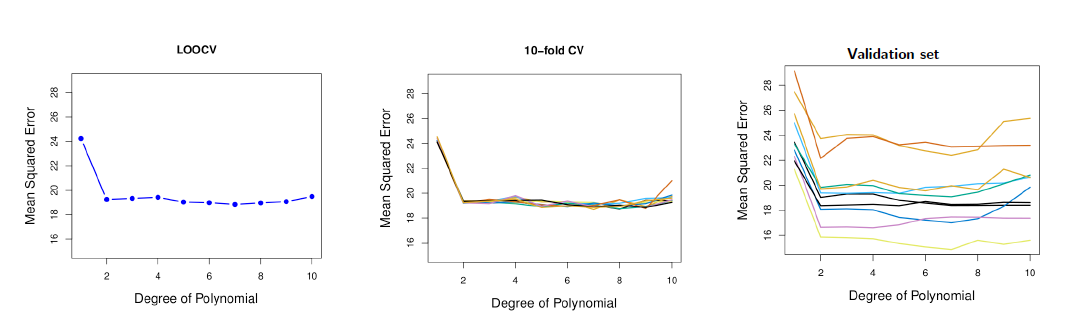 LOOCV
Mean Squared Error
28
26
24
22
20
18
16
2 4 6 8 10
Degree of Polynomial
10−fold CV
Mean Squared Error
28
26
24
22
20
18
16
2 4 6 8 10
Degree of Polynomial
Validation set
Mean Squared Error
28
26
24
22
20
18
16
2 4 6 8 10
Degree of Polynomial